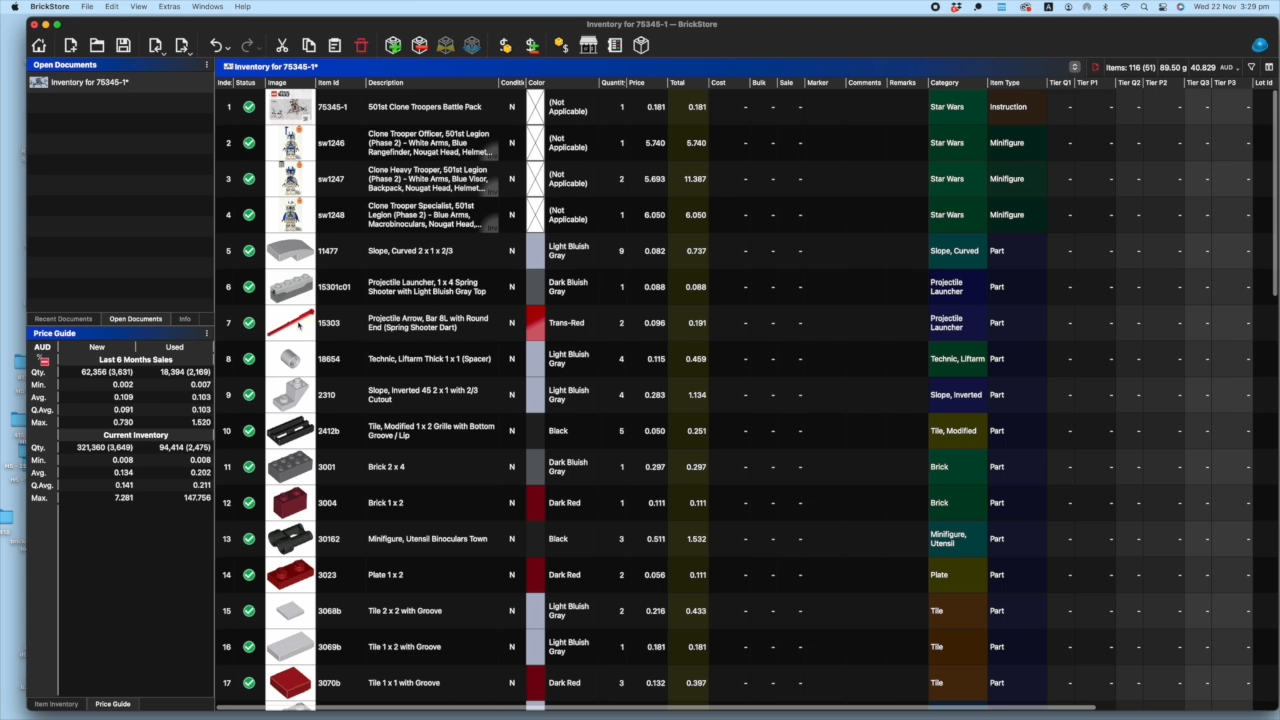 BrickStore File Edit View Extras Windows Help
A Wed 22 Nov 3:29 pm
Inventory for 75345-1 — BrickStore
Open Documents
Inventory for 75345-1*
Inventory for 75345-1*
Items: 116 (51) 89.50 g 40.829 AUD
Status Image Item Id Description Color Price Total Cost Bulk Sale Marker Comments Remarks Category Item Type Tier Q1 Tier P1 Tier Q2 Tier P2 Tier Q3 Tier P3 Lot Id
75345-1 501st Clone Troopers Battle Pack N (Not Applicable) 1 0.181 0.181 - - - Star Wars Instruction
2 sw1246 Clone Trooper Officer, 501st Legion (Phase 2) - White Arms, Blue Rangefinder, Nougat Head, Helmet... N (Not Applicable) 1 5.740 5.740 - - - Star Wars Minifigure
3 sw1247 Clone Heavy Trooper, 501st Legion (Phase 2) - White Arms, Blue Visor, Backpack, Nougat Head, Helmet... N (Not Applicable) 2 5.693 11.387 - - - Star Wars Minifigure
4 sw1248 Clone Trooper Specialist, 501st Legion (Phase 2) - Blue Arms, Macrobinoculars, Nougat Head, Helmet... N (Not Applicable) 1 6.050 6.050 - - - Star Wars Minifigure
5 11477 Slope, Curved 2 x 1 x 2/3 N Light Bluish Gray 9 0.082 0.737 - - - Slope, Curved Part
6 15301c01 Projectile Launcher, 1 x 4 Spring Shooter with Light Bluish Gray Top N Dark Bluish Gray 1 0.088 0.088 - - - Projectile Launcher Part
7 15303 Projectile Arrow, Bar 8L with Round End (Spring Shooter Dart) N Trans-Red 2 0.096 0.191 - - - Projectile Launcher Part
8 18654 Technic, Liftarm Thick 1 x 1 (Spacer) N Light Bluish Gray 4 0.115 0.459 - - - Technic, Liftarm Part
9 2310 Slope, Inverted 45 2 x 1 with 2/3 Cutout N Light Bluish Gray 4 0.283 1.134 - - - Slope, Inverted Part
10 2412b Tile, Modified 1 x 2 Grille with Bottom Groove / Lip N Black 5 0.050 0.251 - - - Tile, Modified Part
11 3001 Brick 2 x 4 N Dark Bluish Gray 1 0.297 0.297 - - - Brick Part
12 3004 Brick 1 x 2 N Dark Red 1 0.111 0.111 - - - Brick Part
13 30162 Minifigure, Utensil Binoculars Town N Black 3 0.511 1.532 - - - Minifigure, Utensil Part
14 3023 Plate 1 x 2 N Dark Red 2 0.056 0.111 - - - Plate Part
15 3068b Tile 2 x 2 with Groove N Light Bluish Gray 2 0.216 0.433 - - - Tile Part
16 3069b Tile 1 x 2 with Groove N Light Bluish Gray 1 0.181 0.181 - - - Tile Part
17 3070b Tile 1 x 1 with Groove N Dark Red 3 0.132 0.397 - - - Tile Part
Recent Documents Open Documents Info
Price Guide
AUD New Used
Last 6 Months Sales
Qty. 62,356 (3,631) 18,394 (2,169)
Min. 0.002 0.007
Avg. 0.109 0.103
Q.Avg. 0.091 0.103
Max. 0.730 1.520
Current Inventory
Qty. 321,360 (3,649) 94,414 (2,475)
Min. 0.008 0.008
Avg. 0.134 0.202
Q.Avg. 0.141 0.211
Max. 7.281 147.756
Item Inventory Price Guide